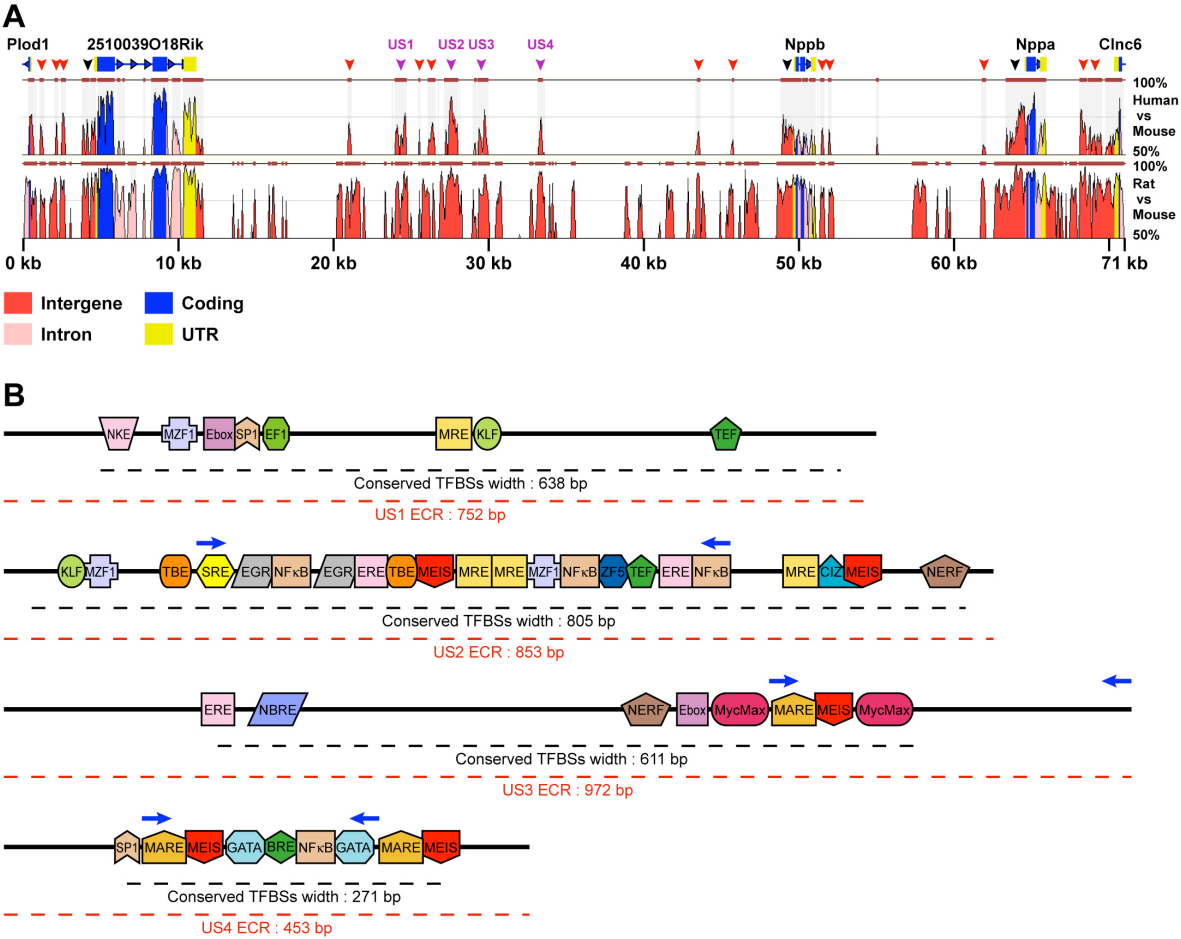 A
Plod1 2510039O18Rik US1 US2 US3 US4 Nppb Nppa Clnc6
100%
Human
vs
Mouse
50%
100%
Rat
vs
Mouse
50%
0 kb 10 kb 20 kb 30 kb 40 kb 50 kb 60 kb 71 kb
Intergene Coding
Intron UTR
B
NKE MZF1 Ebox SP1 EF1 MRE KLF TEF
Conserved TFBSs width : 638 bp
US1 ECR : 752 bp
KLF MZF1 TBE SRE EGR NFκB EGR ERE TBE MEIS MRE MRE MZF1 NFκB ZF5 TEF ERE NFκB MRE CIZ MEIS NERF
Conserved TFBSs width : 805 bp
US2 ECR : 853 bp
ERE NBRE NERF Ebox MycMax MARE MEIS MycMax
Conserved TFBSs width : 611 bp
US3 ECR : 972 bp
SP1 MARE MEIS GATA BRE NFκB GATA MARE MEIS
Conserved TFBSs width : 271 bp
US4 ECR : 453 bp